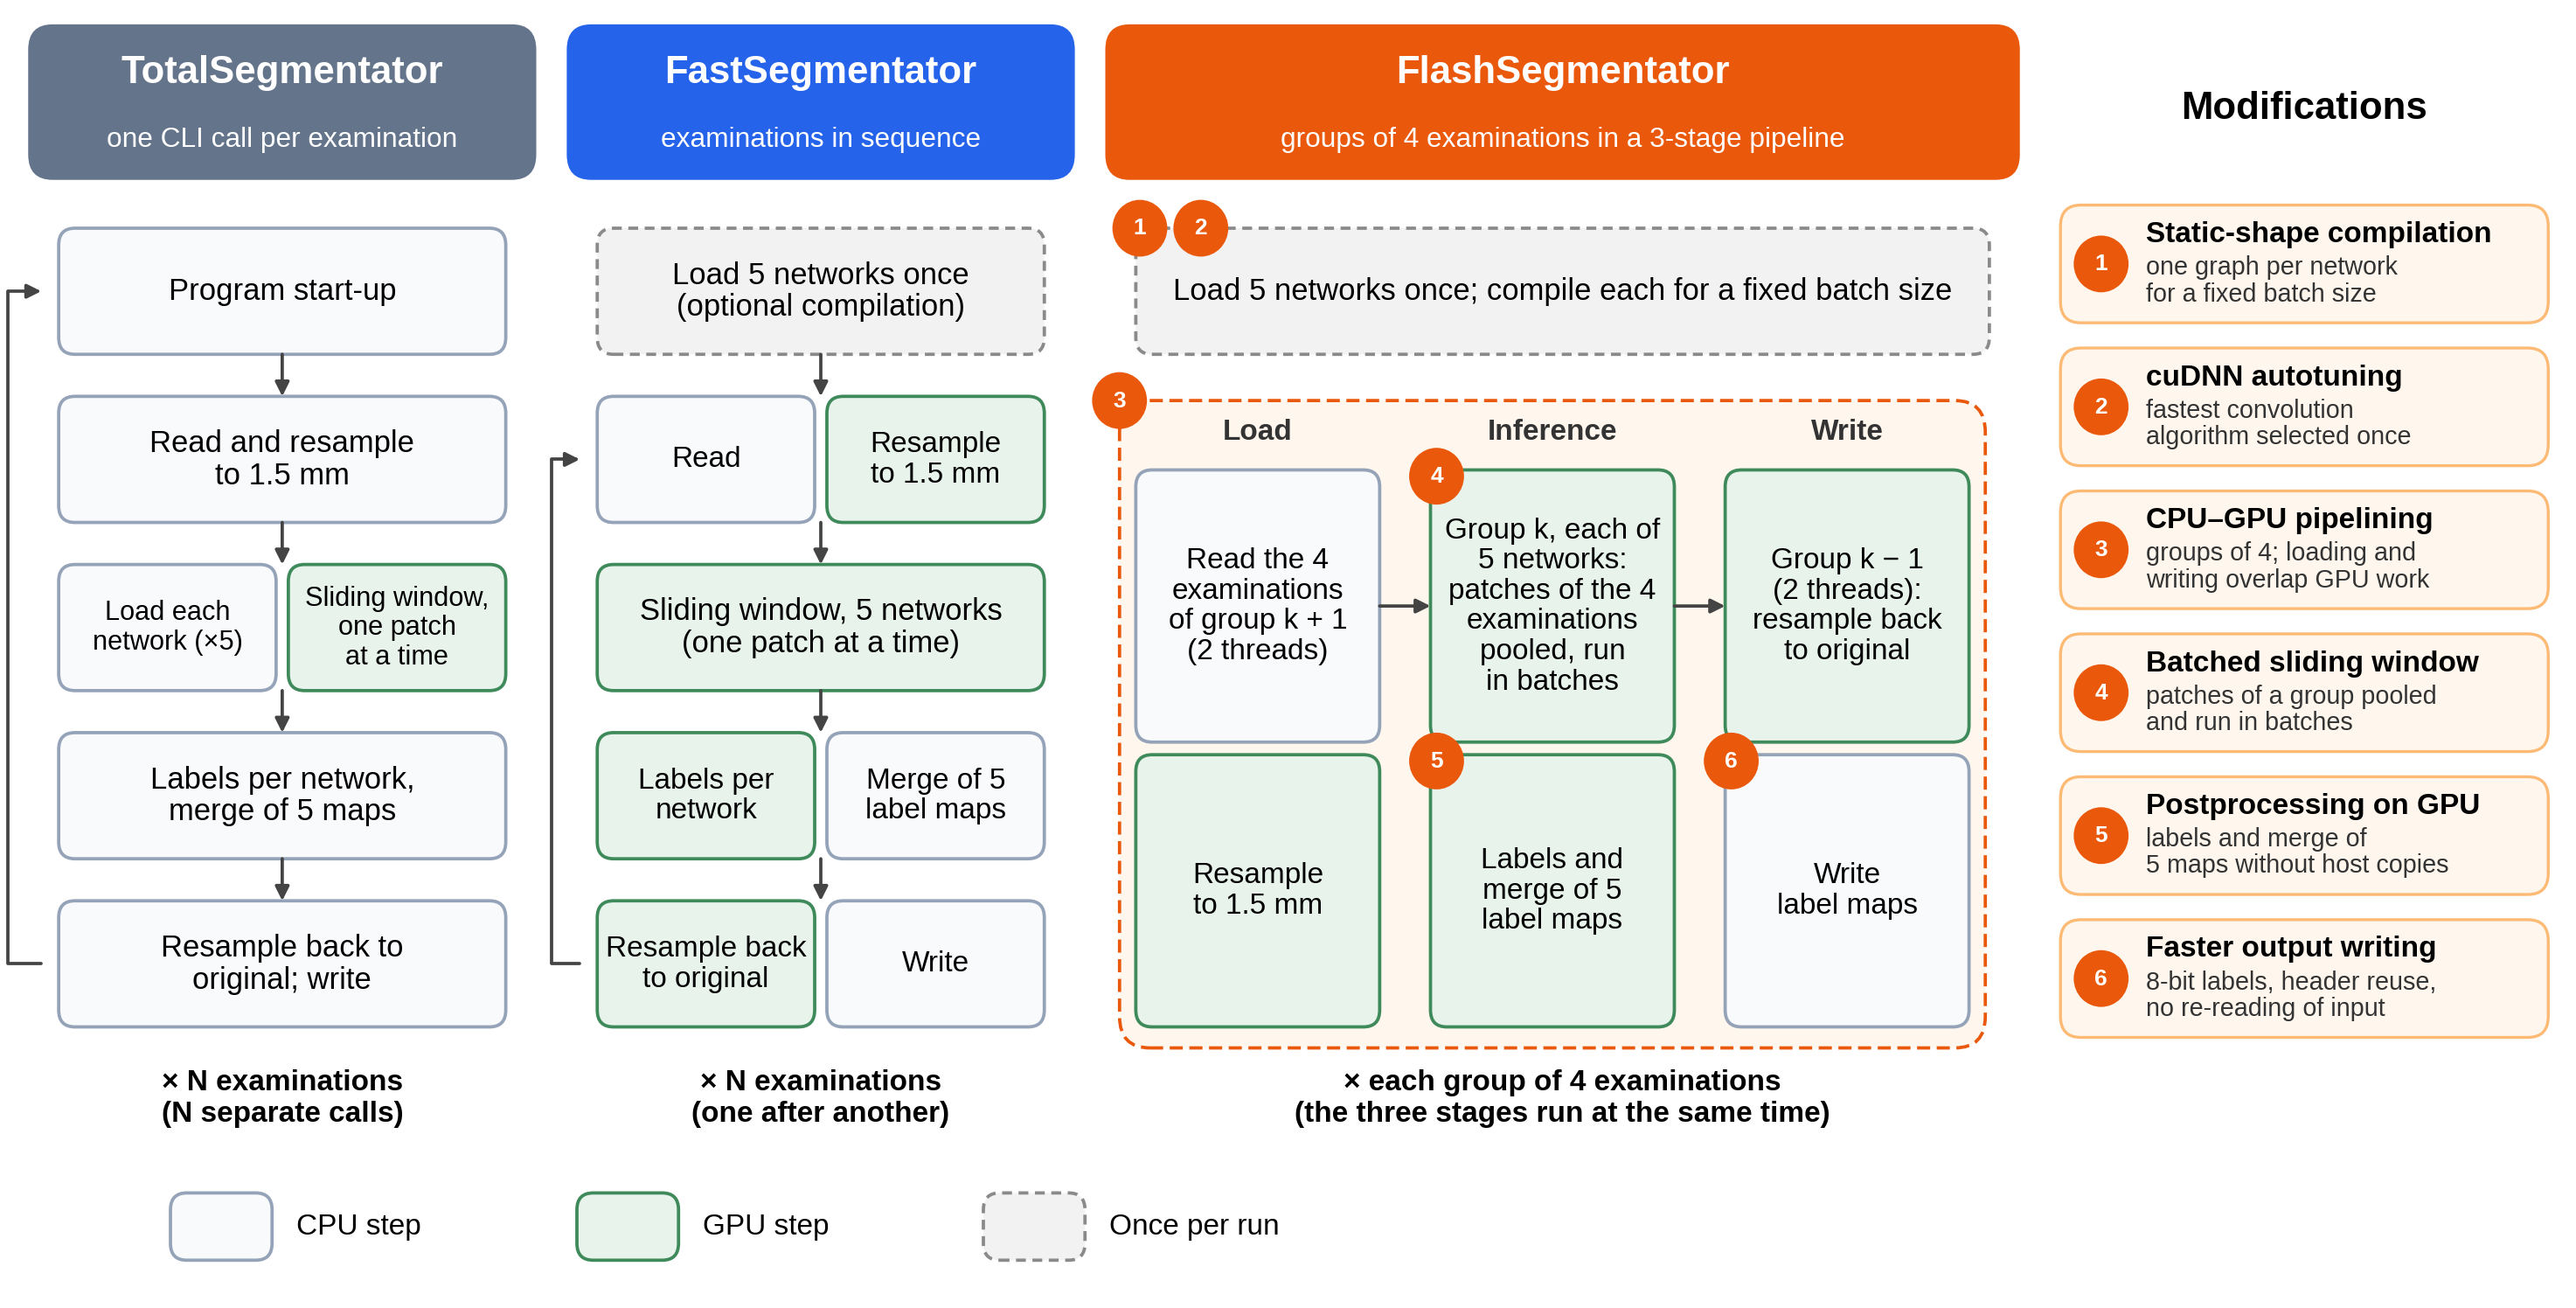 TotalSegmentator
one CLI call per examination
FastSegmentator
examinations in sequence
FlashSegmentator
groups of 4 examinations in a 3-stage pipeline
Modifications
Program start-up
Read and resample
to 1.5 mm
Load each
network (×5)
Sliding window,
one patch
at a time
Labels per network,
merge of 5 maps
Resample back to
original; write
× N examinations
(N separate calls)
Load 5 networks once
(optional compilation)
Read
Resample
to 1.5 mm
Sliding window, 5 networks
(one patch at a time)
Labels per
network
Merge of 5
label maps
Resample back
to original
Write
× N examinations
(one after another)
1
2
Load 5 networks once; compile each for a fixed batch size
3
Load
Inference
Write
Read the 4
examinations
of group k + 1
(2 threads)
4
Group k, each of
5 networks:
patches of the 4
examinations
pooled, run
in batches
Group k − 1
(2 threads):
resample back
to original
Resample
to 1.5 mm
5
Labels and
merge of 5
label maps
6
Write
label maps
× each group of 4 examinations
(the three stages run at the same time)
1
Static-shape compilation
one graph per network
for a fixed batch size
2
cuDNN autotuning
fastest convolution
algorithm selected once
3
CPU–GPU pipelining
groups of 4; loading and
writing overlap GPU work
4
Batched sliding window
patches of a group pooled
and run in batches
5
Postprocessing on GPU
labels and merge of
5 maps without host copies
6
Faster output writing
8-bit labels, header reuse,
no re-reading of input
CPU step
GPU step
Once per run